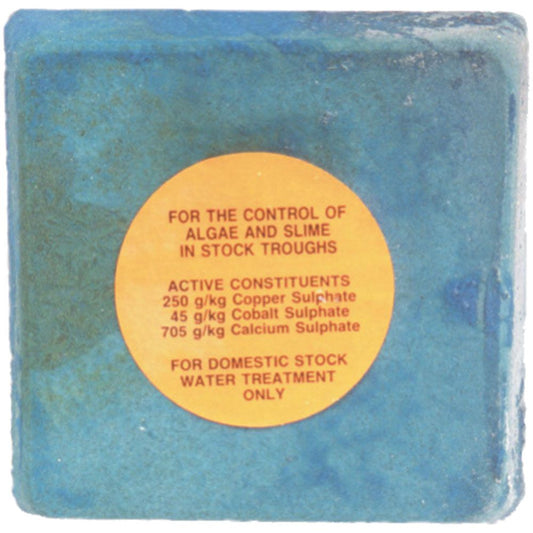 FOR THE CONTROL OF
ALGAE AND SLIME
IN STOCK TROUGHS
ACTIVE CONSTITUENTS
250 g/kg Copper Sulphate
45 g/kg Cobalt Sulphate
705 g/kg Calcium Sulphate
FOR DOMESTIC STOCK
WATER TREATMENT
ONLY